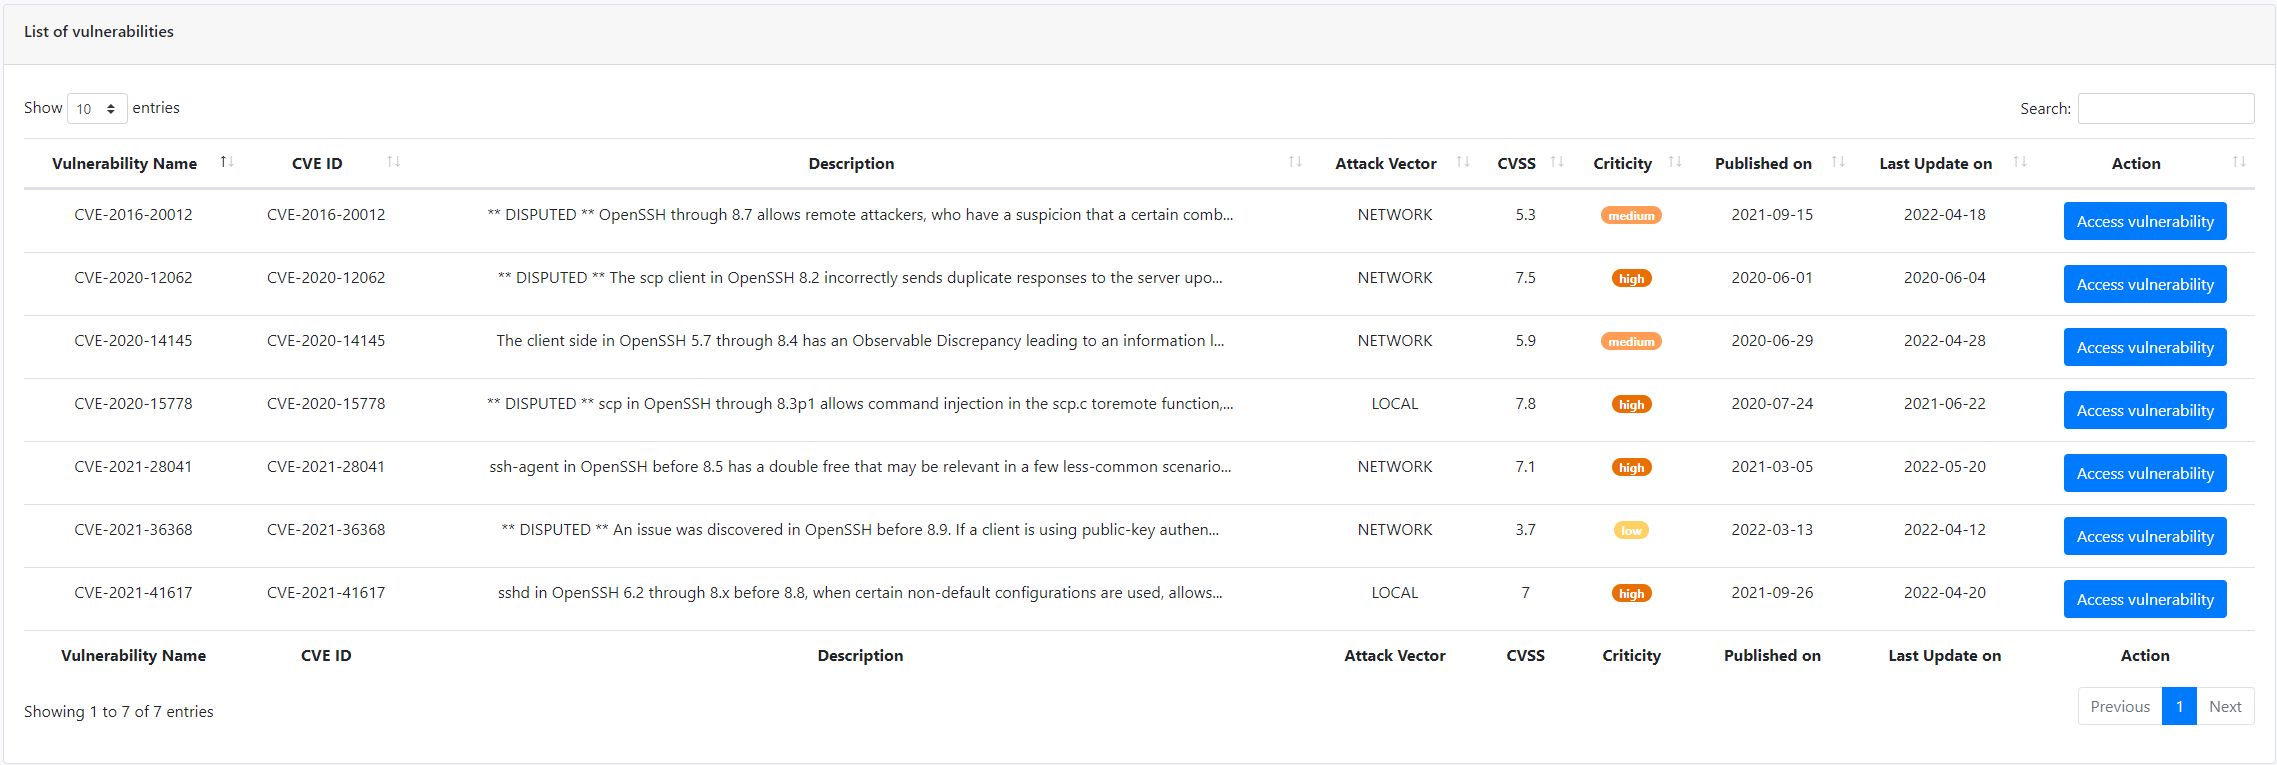 List of vulnerabilities
Show 10 entries Search:
Vulnerability Name CVE ID Description Attack Vector CVSS Criticity Published on Last Update on Action
CVE-2016-20012 CVE-2016-20012 ** DISPUTED ** OpenSSH through 8.7 allows remote attackers, who have a suspicion that a certain comb... NETWORK 5.3 medium 2021-09-15 2022-04-18 Access vulnerability
CVE-2020-12062 CVE-2020-12062 ** DISPUTED ** The scp client in OpenSSH 8.2 incorrectly sends duplicate responses to the server upo... NETWORK 7.5 high 2020-06-01 2020-06-04 Access vulnerability
CVE-2020-14145 CVE-2020-14145 The client side in OpenSSH 5.7 through 8.4 has an Observable Discrepancy leading to an information l... NETWORK 5.9 medium 2020-06-29 2022-04-28 Access vulnerability
CVE-2020-15778 CVE-2020-15778 ** DISPUTED ** scp in OpenSSH through 8.3p1 allows command injection in the scp.c toremote function,... LOCAL 7.8 high 2020-07-24 2021-06-22 Access vulnerability
CVE-2021-28041 CVE-2021-28041 ssh-agent in OpenSSH before 8.5 has a double free that may be relevant in a few less-common scenario... NETWORK 7.1 high 2021-03-05 2022-05-20 Access vulnerability
CVE-2021-36368 CVE-2021-36368 ** DISPUTED ** An issue was discovered in OpenSSH before 8.9. If a client is using public-key authen... NETWORK 3.7 low 2022-03-13 2022-04-12 Access vulnerability
CVE-2021-41617 CVE-2021-41617 sshd in OpenSSH 6.2 through 8.x before 8.8, when certain non-default configurations are used, allows... LOCAL 7 high 2021-09-26 2022-04-20 Access vulnerability
Vulnerability Name CVE ID Description Attack Vector CVSS Criticity Published on Last Update on Action
Showing 1 to 7 of 7 entries Previous 1 Next